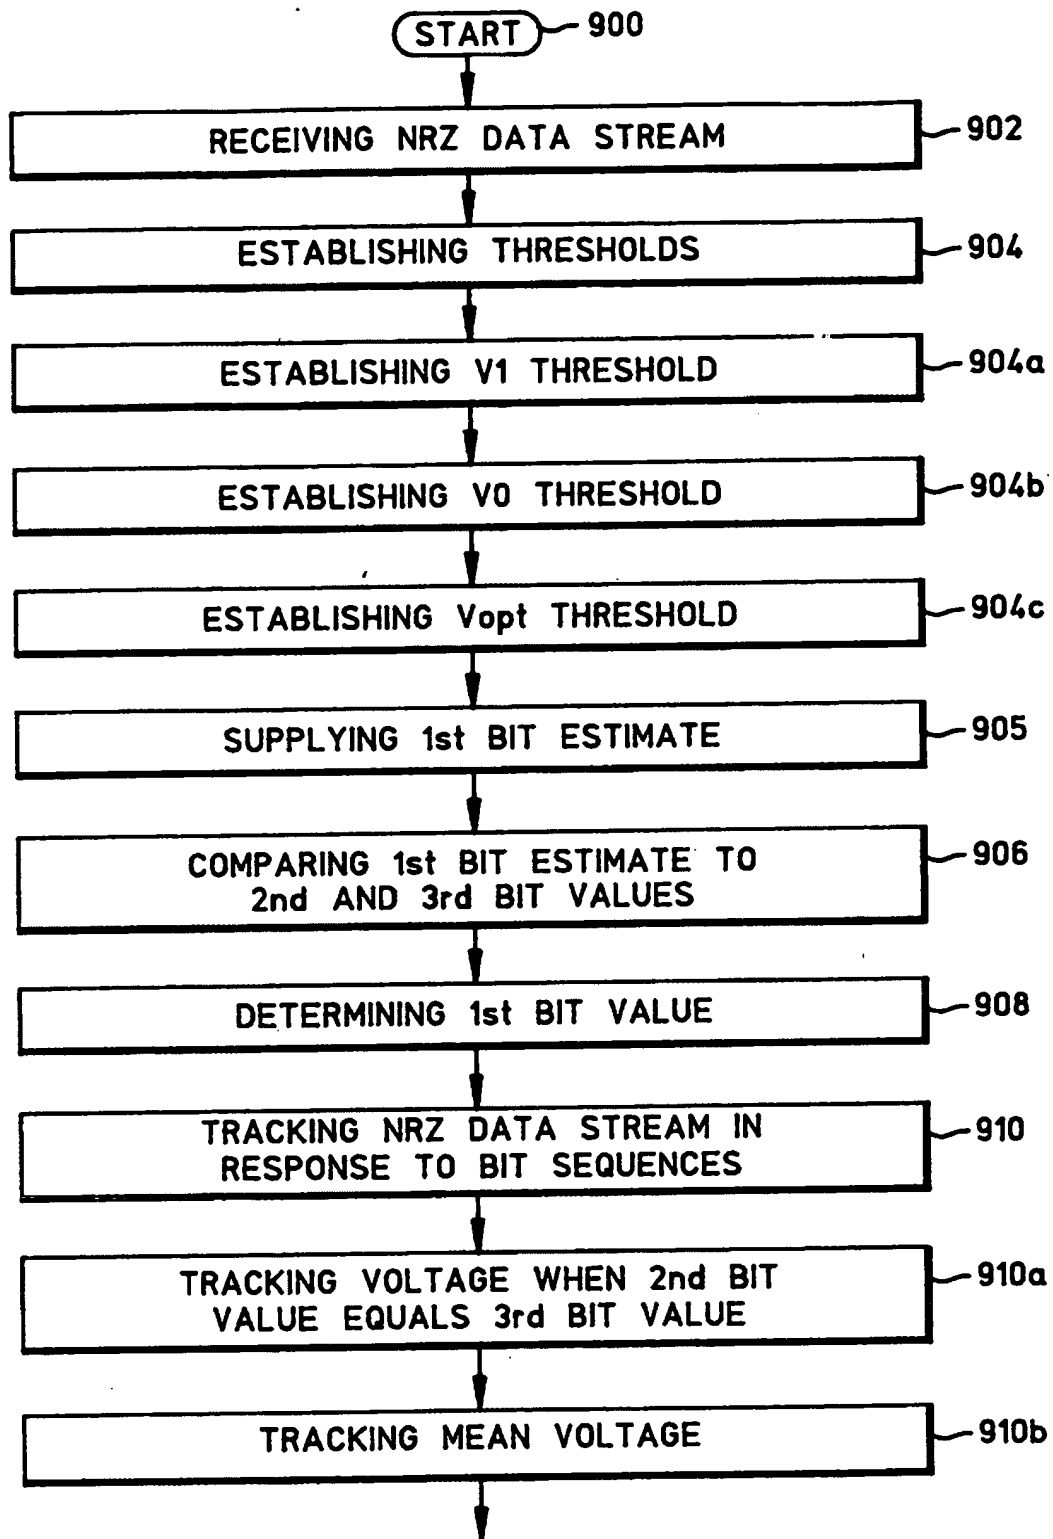 START 900
RECEIVING NRZ DATA STREAM 902
ESTABLISHING THRESHOLDS 904
ESTABLISHING V1 THRESHOLD 904a
ESTABLISHING V0 THRESHOLD 904b
ESTABLISHING Vopt THRESHOLD 904c
SUPPLYING 1st BIT ESTIMATE 905
COMPARING 1st BIT ESTIMATE TO 906
2nd AND 3rd BIT VALUES
DETERMINING 1st BIT VALUE 908
TRACKING NRZ DATA STREAM IN 910
RESPONSE TO BIT SEQUENCES
TRACKING VOLTAGE WHEN 2nd BIT 910a
VALUE EQUALS 3rd BIT VALUE
TRACKING MEAN VOLTAGE 910b